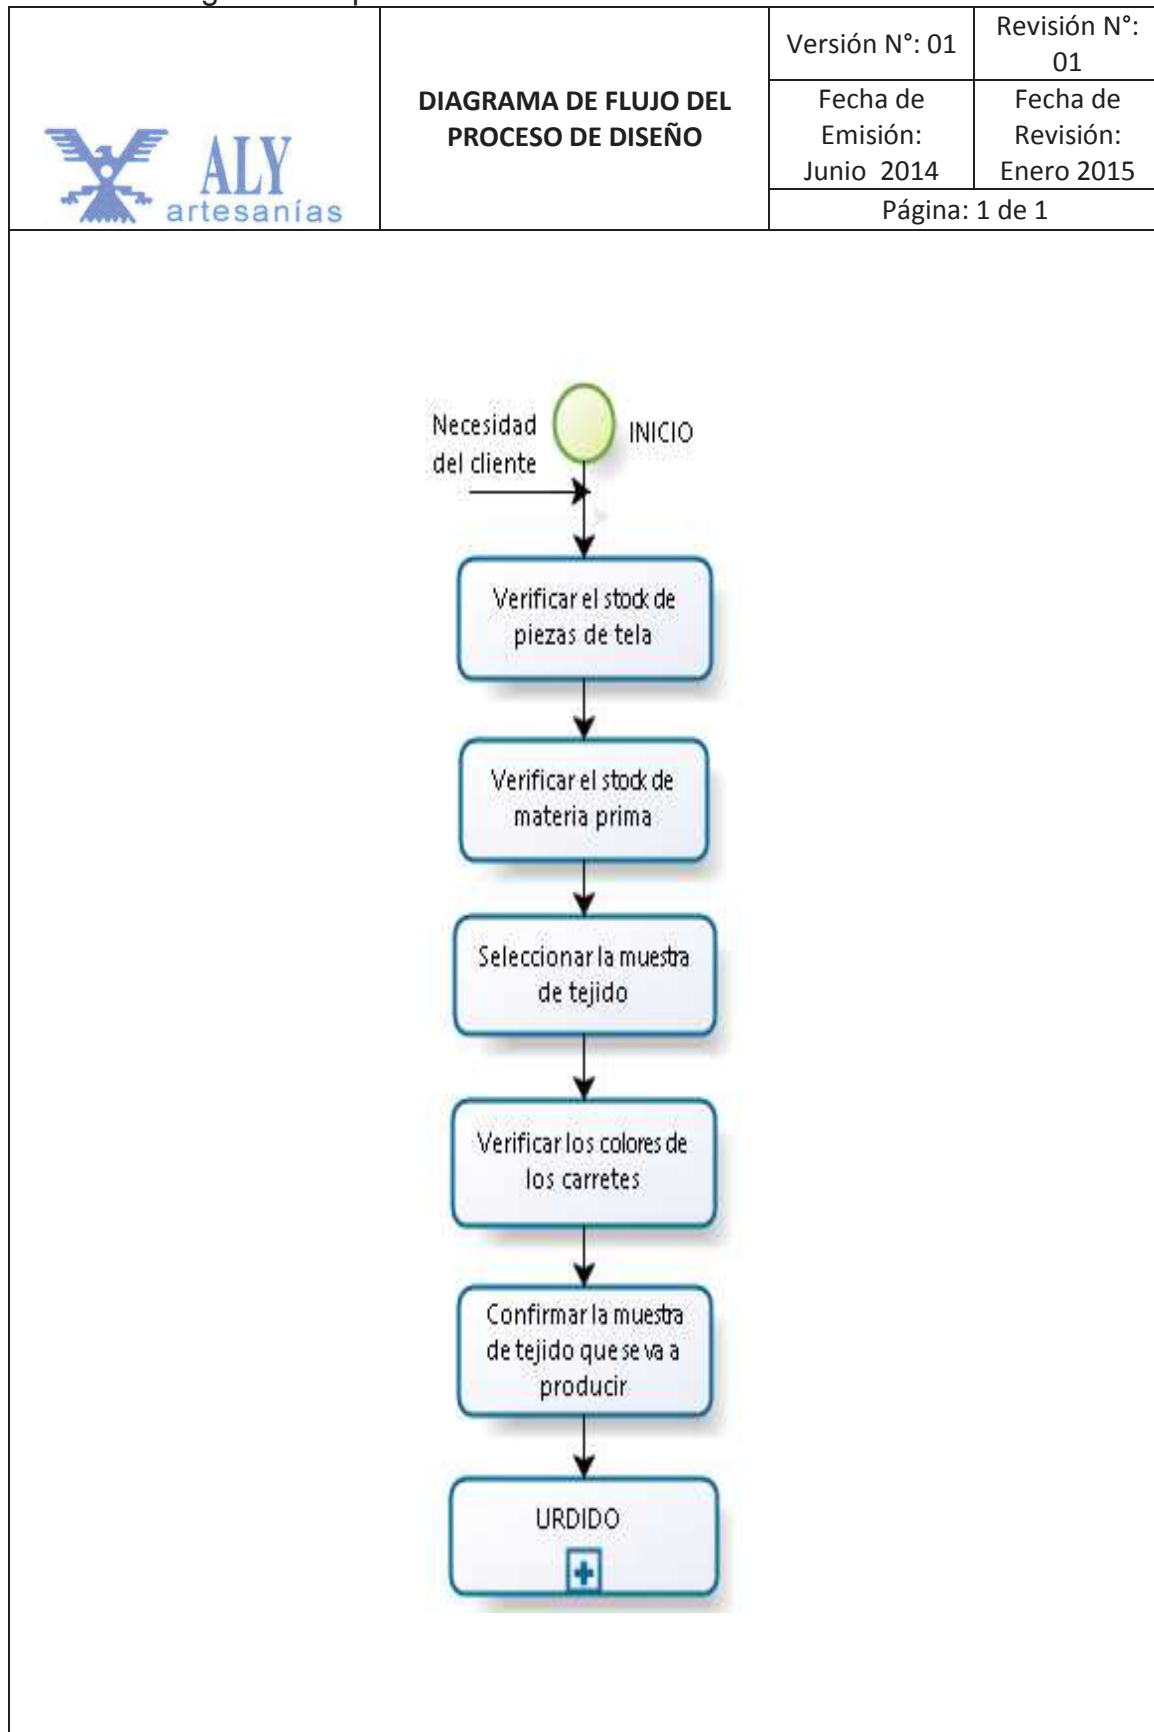 Versión N°: 01
Revisión N°:
01
DIAGRAMA DE FLUJO DEL
PROCESO DE DISEÑO
Fecha de
Emisión:
Junio 2014
Fecha de
Revisión:
Enero 2015
Página: 1 de 1
ALY
artesanías
Necesidad
del cliente
INICIO
Verificar el stock de
piezas de tela
Verificar el stock de
materia prima
Seleccionar la muestra
de tejido
Verificar los colores de
los carretes
Confirmar la muestra
de tejido que se va a
producir
URDIDO